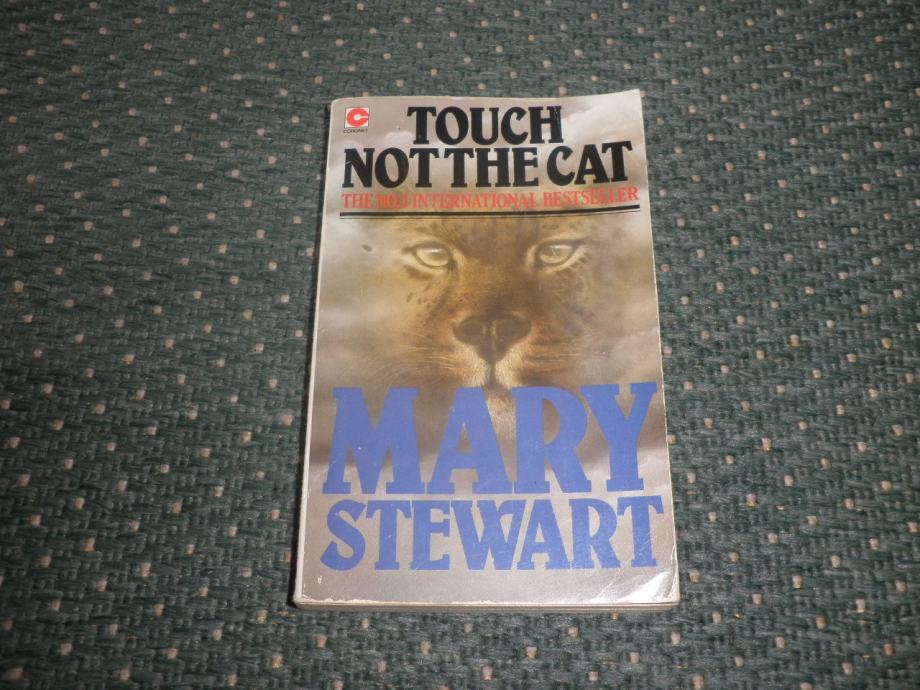 CORONET
TOUCH
NOT THE CAT
THE NO.1 INTERNATIONAL BESTSELLER
MARY
STEWART